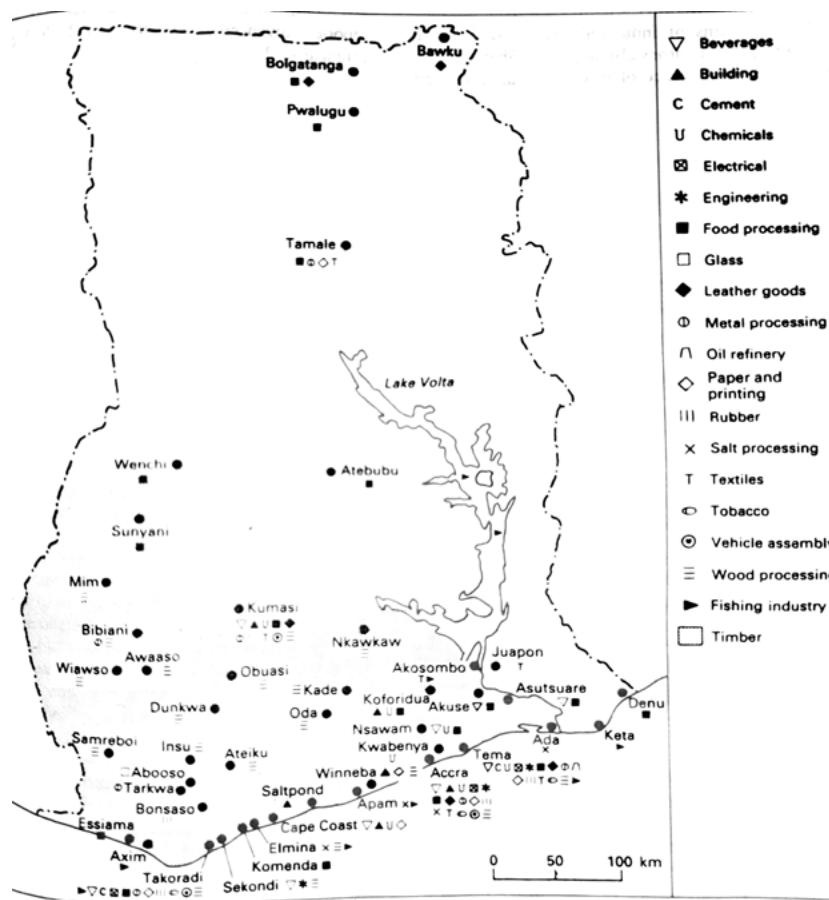 Bawku
Bolgatanga
Pwalugu
Tamale
Lake Volta
Wenchi
Atebubu
Sunyani
Mim
Kumasi
Bibiani
Nkawkaw
Wiawso
Awaaso
Obuasi
Akosombo
Juapon
Kade
Koforidua
Asutsuare
Dunkwa
Oda
Akuse
Denu
Nsawam
Samreboi
Insu
Ateiku
Kwabenya
Ada
Keta
Abooso
Winneba
Accra
Tema
Tarkwa
Saltpond
Bonsaso
Apam
Essiama
Cape Coast
Axim
Elmina
Takoradi
Komenda
Sekondi
0 50 100 km
Beverages
Building
C Cement
U Chemicals
Electrical
Engineering
Food processing
Glass
Leather goods
Metal processing
Oil refinery
Paper and
printing
Rubber
Salt processing
T Textiles
Tobacco
Vehicle assembly
Wood processing
Fishing industry
Timber